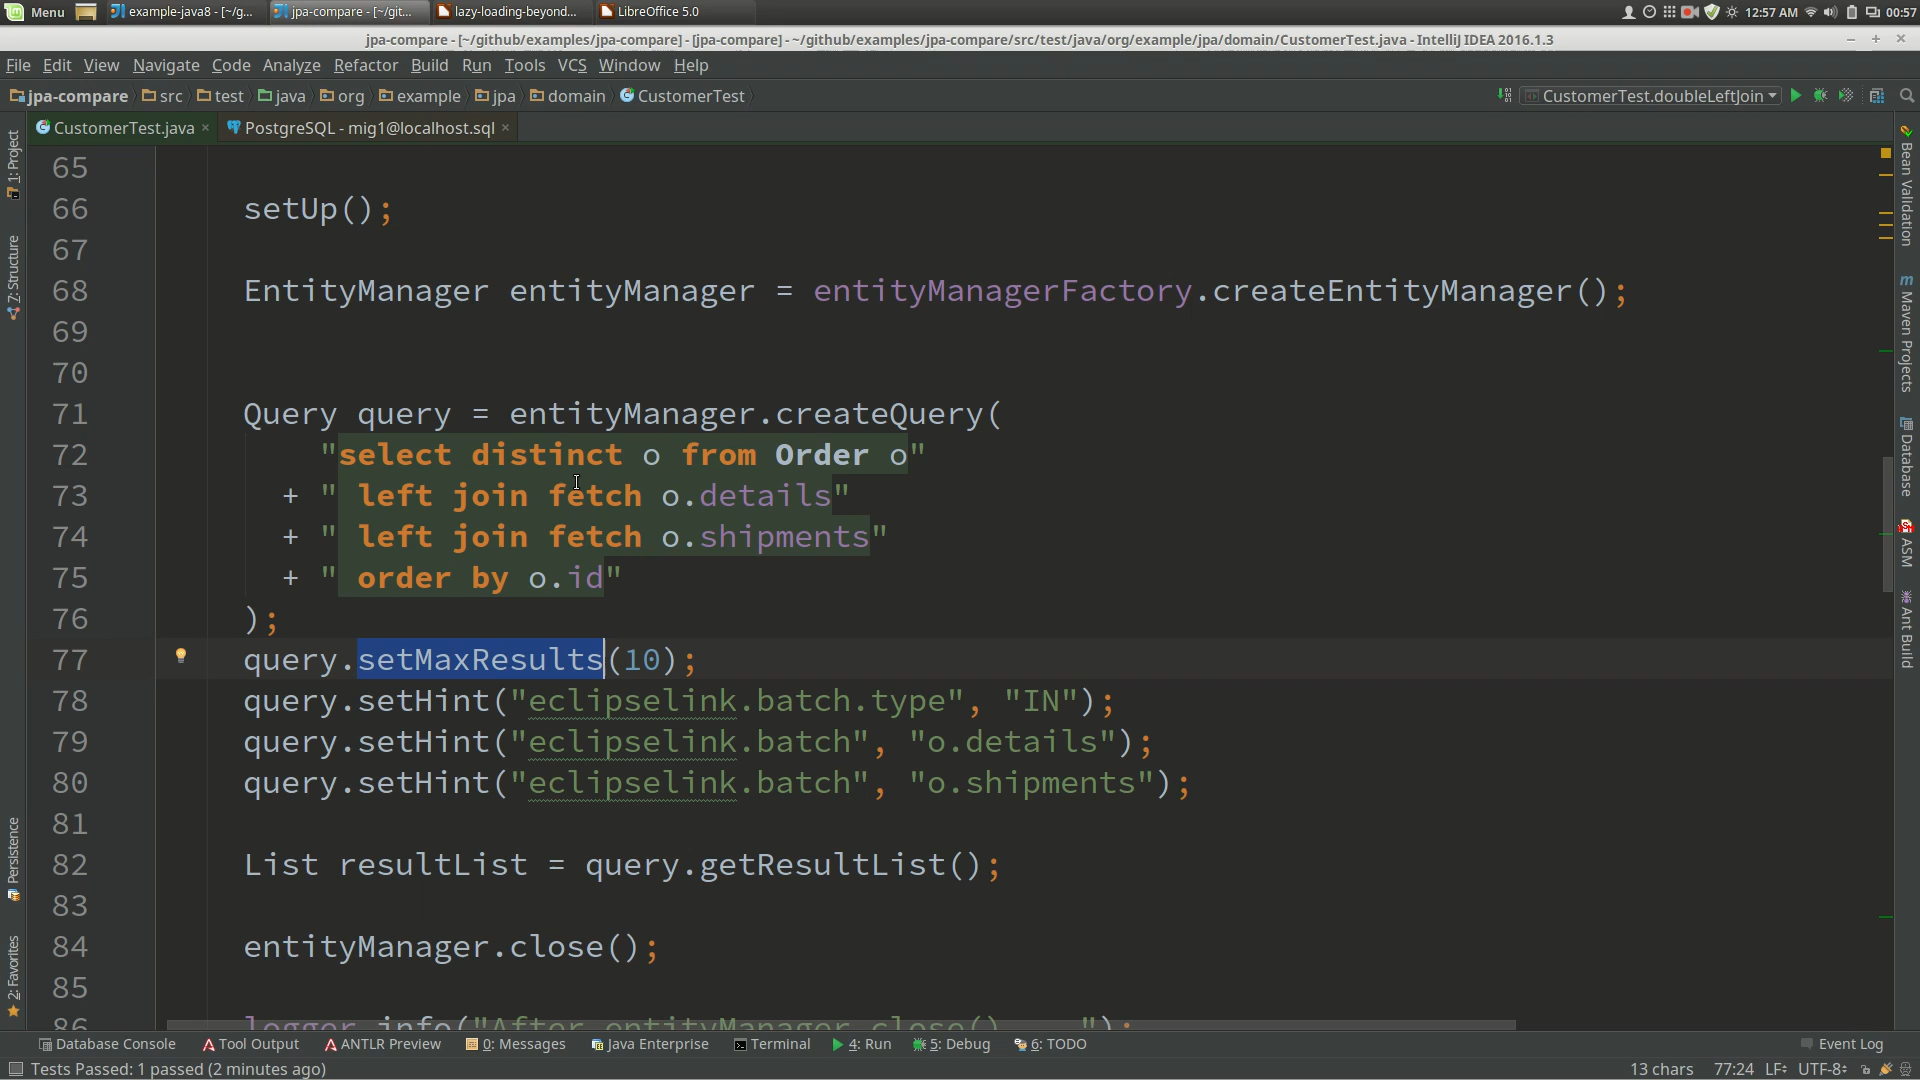 Menu example-java8 - [~/g... jpa-compare - [~/git... lazy-loading-beyond... LibreOffice 5.0 12:57 AM 00:57
jpa-compare - [~/github/examples/jpa-compare] - [jpa-compare] - ~/github/examples/jpa-compare/src/test/java/org/example/jpa/domain/CustomerTest.java - IntelliJ IDEA 2016.1.3
File Edit View Navigate Code Analyze Refactor Build Run Tools VCS Window Help
jpa-compare src test java org example jpa domain CustomerTest CustomerTest.doubleLeftJoin
CustomerTest.java × PostgreSQL - mig1@localhost.sql ×
1: Project
7: Structure
Persistence
2: Favorites
65
66 setUp();
67
68 EntityManager entityManager = entityManagerFactory.createEntityManager();
69
70
71 Query query = entityManager.createQuery(
72 "select distinct o from Order o"
73 + " left join fetch o.details"
74 + " left join fetch o.shipments"
75 + " order by o.id"
76 );
77 query.setMaxResults(10);
78 query.setHint("eclipselink.batch.type", "IN");
79 query.setHint("eclipselink.batch", "o.details");
80 query.setHint("eclipselink.batch", "o.shipments");
81
82 List resultList = query.getResultList();
83
84 entityManager.close();
85
86 logger.info("After entityManager.close() ...");
Bean Validation
Maven Projects
Database
ASM
Ant Build
Database Console Tool Output ANTLR Preview 0: Messages Java Enterprise Terminal 4: Run 5: Debug 6: TODO Event Log
Tests Passed: 1 passed (2 minutes ago) 13 chars 77:24 LF÷ UTF-8÷